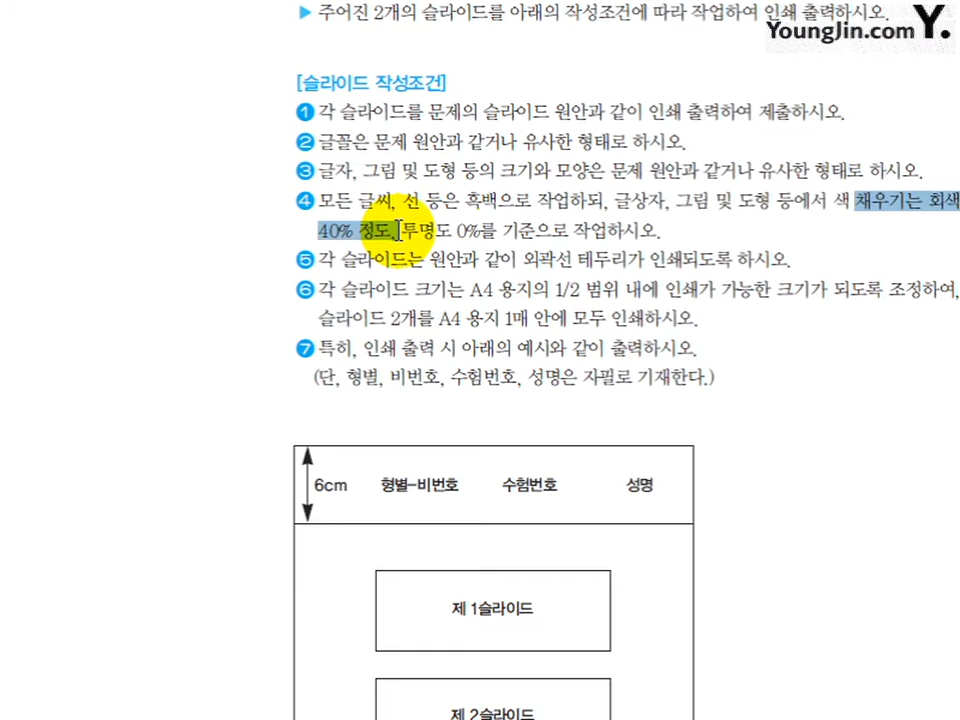 ▶ 주어진 2개의 슬라이드를 아래의 작성조건에 따라 작업하여 인쇄 출력하시오.
YoungJin.com Y.
[슬라이드 작성조건]
❶ 각 슬라이드를 문제의 슬라이드 원안과 같이 인쇄 출력하여 제출하시오.
❷ 글꼴은 문제 원안과 같거나 유사한 형태로 하시오.
❸ 글자, 그림 및 도형 등의 크기와 모양은 문제 원안과 같거나 유사한 형태로 하시오.
❹ 모든 글씨, 선 등은 흑백으로 작업하되, 글상자, 그림 및 도형 등에서 색 채우기는 회색
40% 정도, 투명도 0%를 기준으로 작업하시오.
❺ 각 슬라이드는 원안과 같이 외곽선 테두리가 인쇄되도록 하시오.
❻ 각 슬라이드 크기는 A4 용지의 1/2 범위 내에 인쇄가 가능한 크기가 되도록 조정하여,
슬라이드 2개를 A4 용지 1매 안에 모두 인쇄하시오.
❼ 특히, 인쇄 출력 시 아래의 예시와 같이 출력하시오.
(단, 형별, 비번호, 수험번호, 성명은 자필로 기재한다.)
6cm 형별-비번호 수험번호 성명
제 1슬라이드
제 2슬라이드